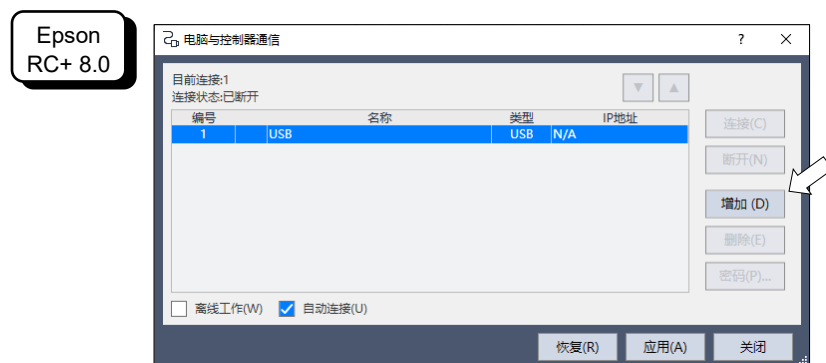 Epson
RC+ 8.0
电脑与控制器通信
?
目前连接:1
连接状态:已断开
编号 名称 类型 IP地址
1 USB USB N/A
连接(C)
断开(N)
增加 (D)
删除(E)
密码(P)...
离线工作(W) 自动连接(U)
恢复(R) 应用(A) 关闭